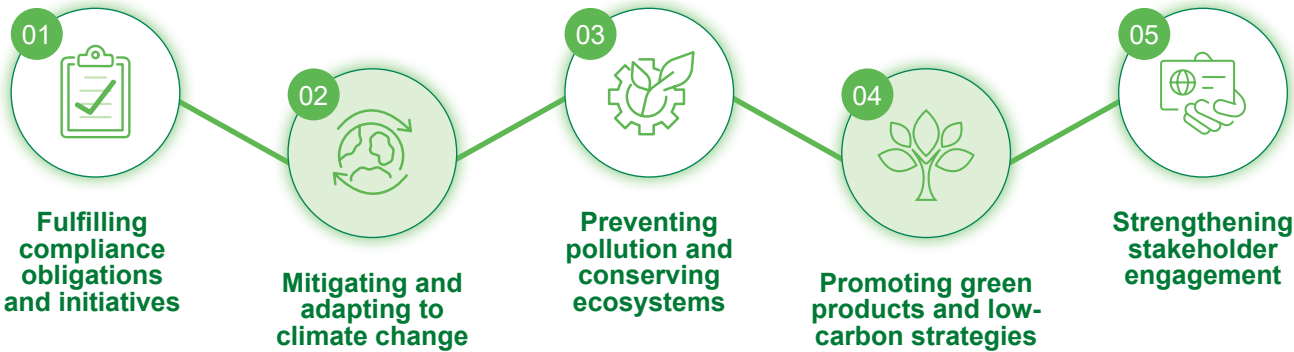 01
Fulfilling
compliance
obligations
and initiatives
02
Mitigating and
adapting to
climate change
03
Preventing
pollution and
conserving
ecosystems
04
Promoting green
products and low-
carbon strategies
05
Strengthening
stakeholder
engagement